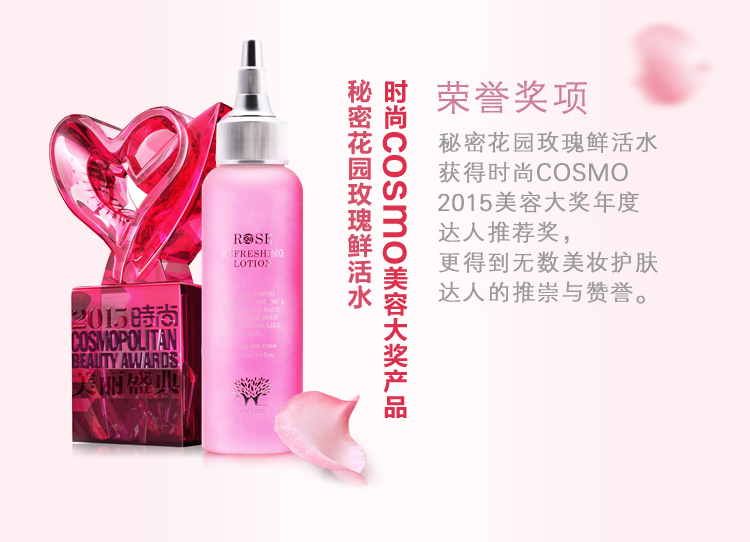 荣誉奖项
秘密花园玫瑰鲜活水
获得时尚COSMO
2015美容大奖年度
达人推荐奖，
更得到无数美妆护肤
达人的推崇与赞誉。
时尚COSMO美容大奖产品
秘密花园玫瑰鲜活水
ROSE
REFRESHING
LOTION
2015時尚
COSMOPOLITAN
BEAUTY AWARDS
美丽盛典